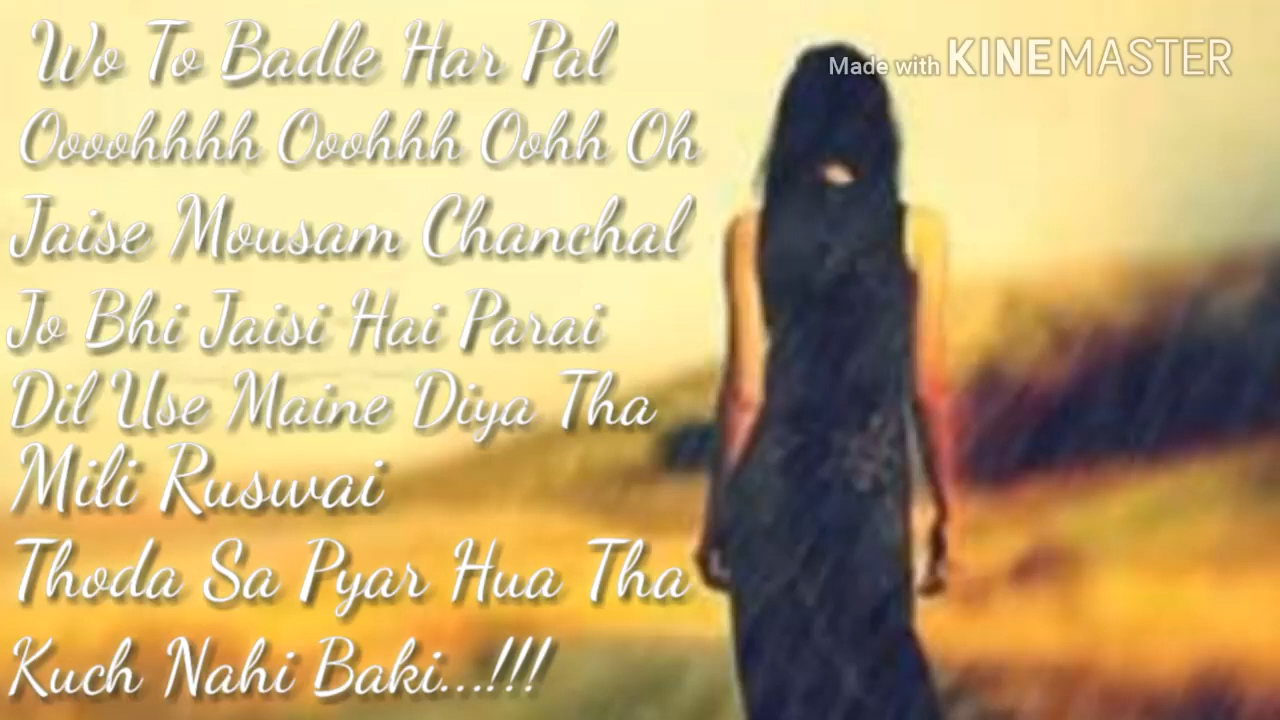 Wo To Badle Har Pal
Oooohhhh Ooohhh Oohh Oh
Jaise Mousam Chanchal
Jo Bhi Jaisi Hai Parai
Dil Use Maine Diya Tha
Mili Ruswai
Thoda Sa Pyar Hua Tha
Kuch Nahi Baki...!!!
Made with KINEMASTER